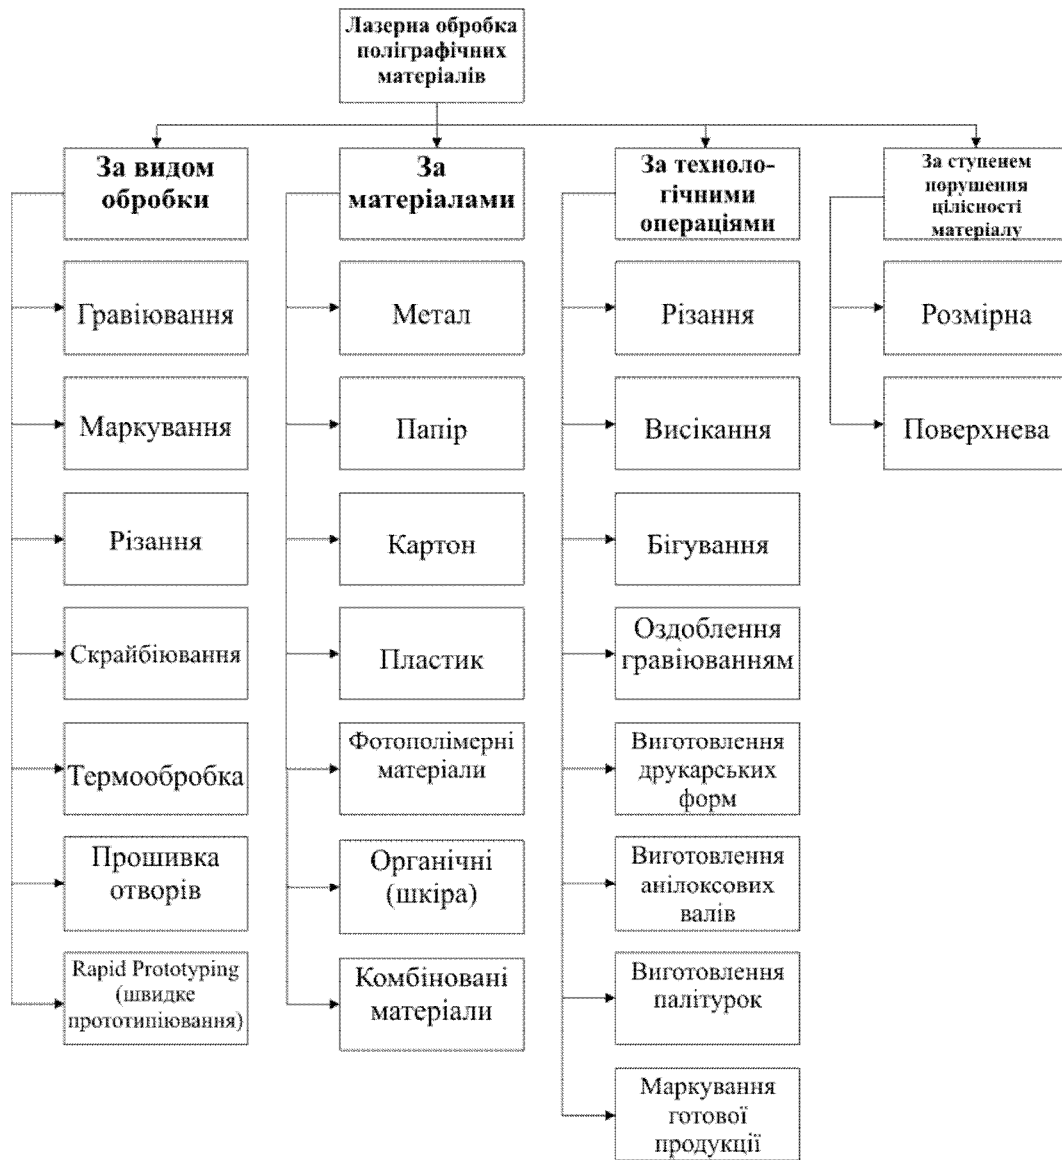 Лазерна обробка
поліграфічних
матеріалів
За видом
обробки
Гравіювання
Маркування
Різання
Скрайбіювання
Термообробка
Прошивка
отворів
Rapid Prototyping
(швидке
прототипіювання)
За
матеріалами
Метал
Папір
Картон
Пластик
Фотополімерні
матеріали
Органічні
(шкіра)
Комбіновані
матеріали
За техноло-
гічними
операціями
Різання
Висікання
Бігування
Оздоблення
гравіюванням
Виготовлення
друкарських
форм
Виготовлення
анілоксових
валів
Виготовлення
палітурок
Маркування
готової
продукції
За ступенем
порушення
цілісності
матеріалу
Розмірна
Поверхнева